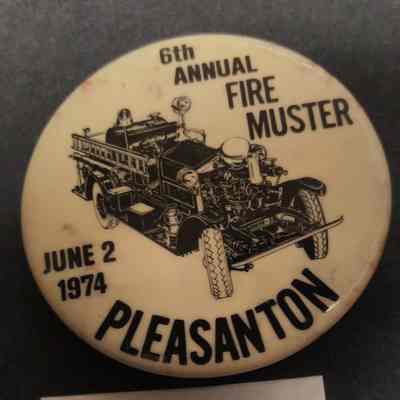 6th
ANNUAL
FIRE
MUSTER
JUNE 2
1974
PLEASANTON